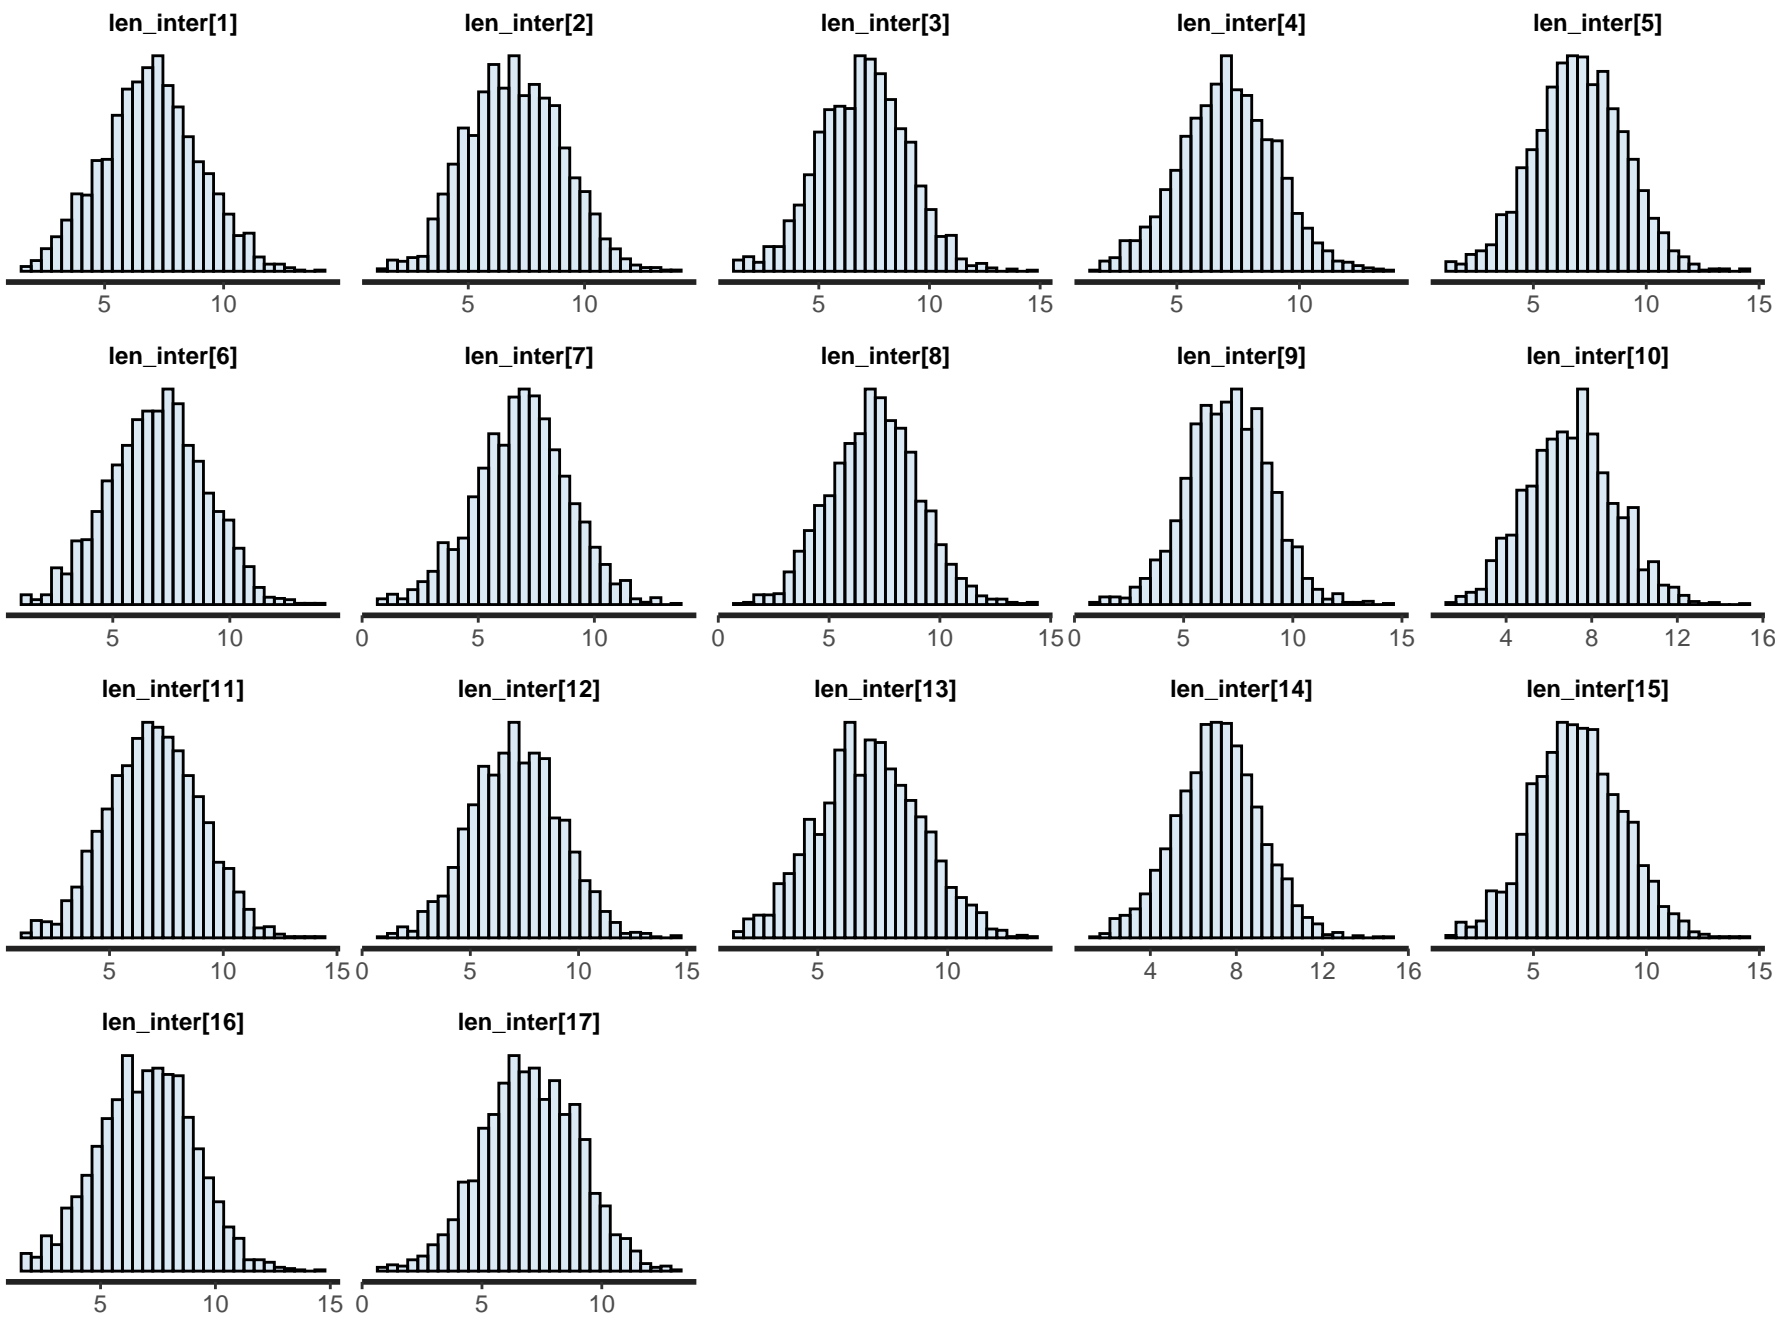 len_inter[1] len_inter[2] len_inter[3] len_inter[4] len_inter[5]
5 10 5 10 5 10 15 5 10 5 10 15
len_inter[6] len_inter[7] len_inter[8] len_inter[9] len_inter[10]
5 10 0 5 10 0 5 10 15 0 5 10 15 4 8 12 16
len_inter[11] len_inter[12] len_inter[13] len_inter[14] len_inter[15]
5 10 15 0 5 10 15 5 10 4 8 12 16 5 10 15
len_inter[16] len_inter[17]
5 10 15 0 5 10